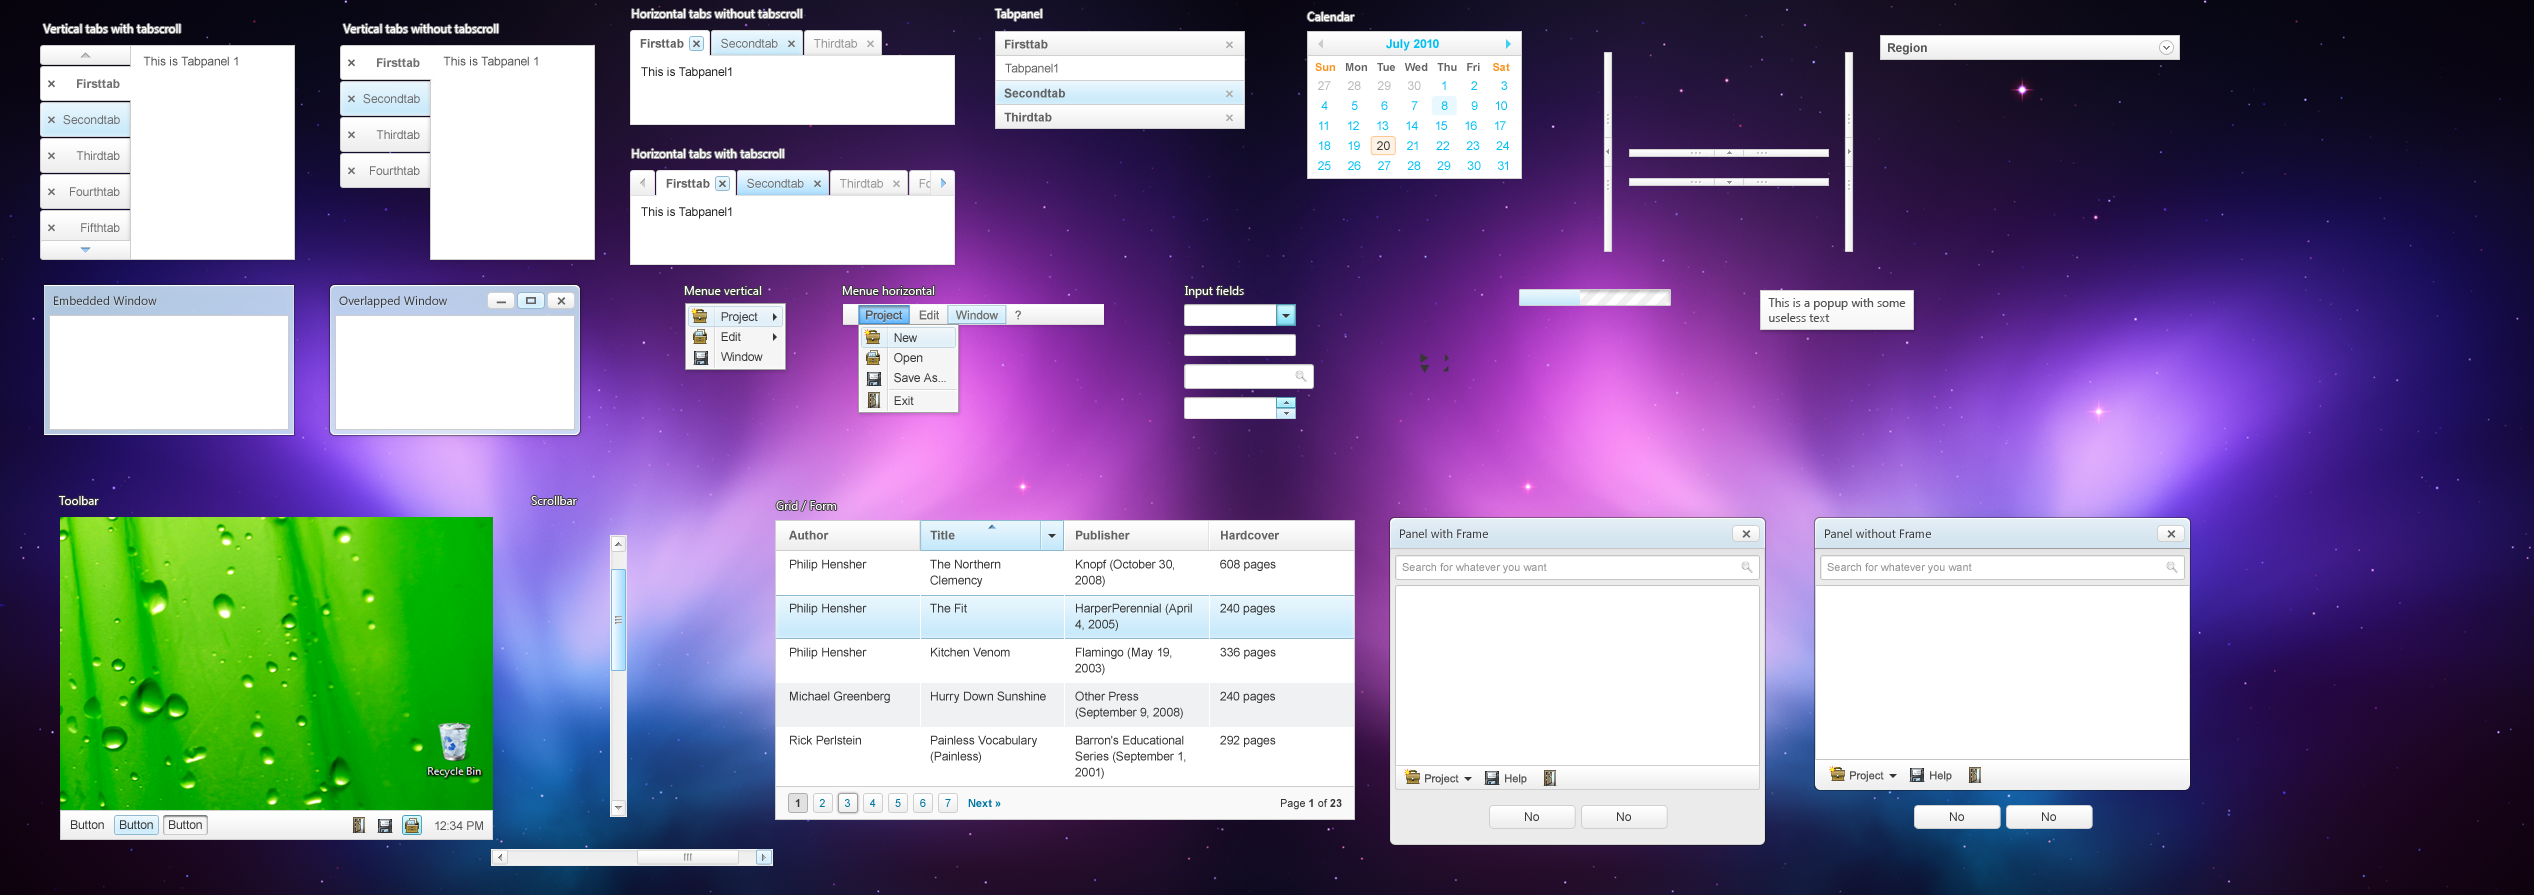 Vertical tabs with tabscroll
Firsttab
Secondtab
Thirdtab
Fourthtab
Fifthtab
This is Tabpanel 1
Vertical tabs without tabscroll
Firsttab
Secondtab
Thirdtab
Fourthtab
This is Tabpanel 1
Horizontal tabs without tabscroll
Firsttab Secondtab Thirdtab
This is Tabpanel1
Horizontal tabs with tabscroll
Firsttab Secondtab Thirdtab Fo
This is Tabpanel1
Tabpanel
Firsttab
Tabpanel1
Secondtab
Thirdtab
Calendar
July 2010
Sun Mon Tue Wed Thu Fri Sat
27 28 29 30 1 2 3
4 5 6 7 8 9 10
11 12 13 14 15 16 17
18 19 20 21 22 23 24
25 26 27 28 29 30 31
Region
Embedded Window
Overlapped Window
Menue vertical
Project
Edit
Window
Menue horizontal
Project Edit Window ?
New
Open
Save As...
Exit
Input fields
This is a popup with some
useless text
Toolbar
Recycle Bin
Button Button Button 12:34 PM
Scrollbar
Grid / Form
Author Title Publisher Hardcover
Philip Hensher The Northern Knopf (October 30, 608 pages
Clemency 2008)
Philip Hensher The Fit HarperPerennial (April 240 pages
4, 2005)
Philip Hensher Kitchen Venom Flamingo (May 19, 336 pages
2003)
Michael Greenberg Hurry Down Sunshine Other Press 240 pages
(September 9, 2008)
Rick Perlstein Painless Vocabulary Barron's Educational 292 pages
(Painless) Series (September 1,
2001)
1 2 3 4 5 6 7 Next » Page 1 of 23
Panel with Frame
Search for whatever you want
Project Help
No No
Panel without Frame
Search for whatever you want
Project Help
No No